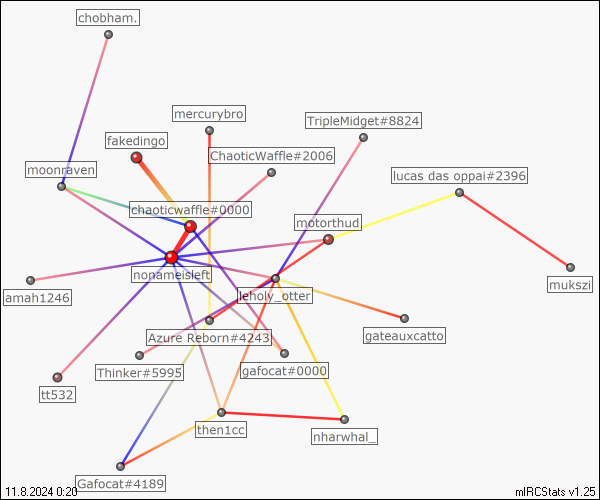 chobham.
mercurybro
TripleMidget#8824
fakedingo
ChaoticWaffle#2006
moonraven
lucas das oppai#2396
chaoticwaffle#0000
motorthud
nonameisleft
mukszi
amah1246
leholy_otter
Azure Reborn#4243
gateauxcatto
Thinker#5995
gafocat#0000
tt532
then1cc
nharwhal_
Gafocat#4189
11.8.2024 0:20
mIRCStats v1.25